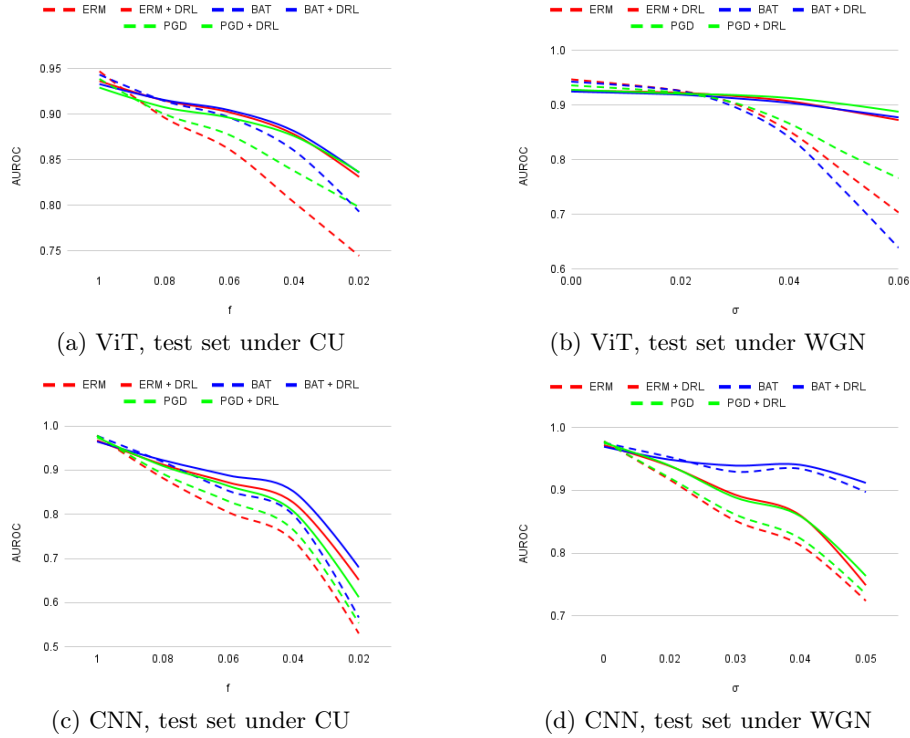 ERM ERM + DRL BAT BAT + DRL
PGD PGD + DRL
AUROC
0.95
0.90
0.85
0.80
0.75
1 0.08 0.06 0.04 0.02
f
(a) ViT, test set under CU
ERM ERM + DRL BAT BAT + DRL
PGD PGD + DRL
AUROC
1.0
0.9
0.8
0.7
0.6
0.00 0.02 0.04 0.06
σ
(b) ViT, test set under WGN
ERM ERM + DRL BAT BAT + DRL
PGD PGD + DRL
AUROC
1.0
0.9
0.8
0.7
0.6
0.5
1 0.08 0.06 0.04 0.02
f
(c) CNN, test set under CU
ERM ERM + DRL BAT BAT + DRL
PGD PGD + DRL
AUROC
1.0
0.9
0.8
0.7
0 0.02 0.03 0.04 0.05
σ
(d) CNN, test set under WGN